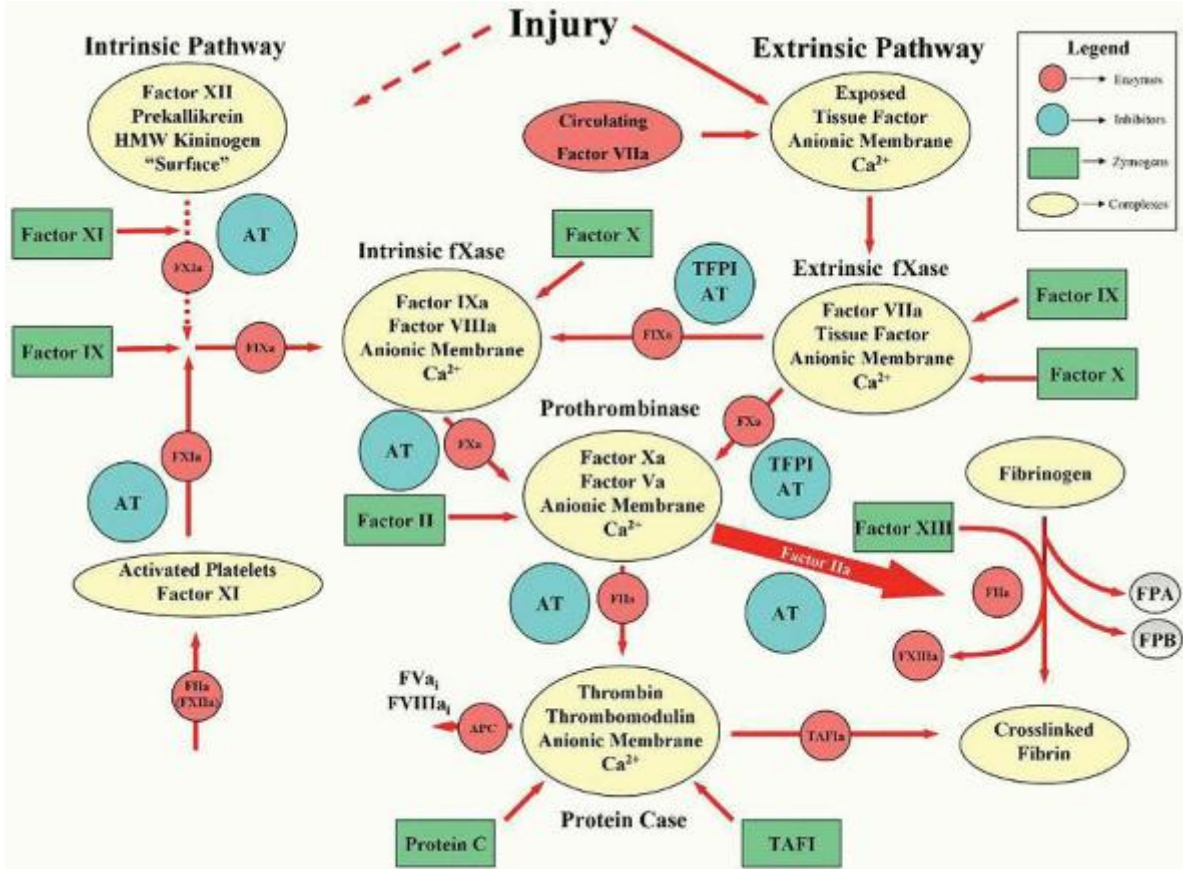 Injury
Intrinsic Pathway
Extrinsic Pathway
Legend
Enzymes
Inhibitors
Zymogens
Complexes
Factor XII
Prekallikrein
HMW Kininogen
"Surface"
Circulating
Factor VIIa
Exposed
Tissue Factor
Anionic Membrane
Ca²⁺
Factor XI
AT
FXIa
Factor X
Intrinsic fXase
TFPI
AT
Extrinsic fXase
Factor IX
FIXa
Factor IXa
Factor VIIIa
Anionic Membrane
Ca²⁺
FIXa
Factor VIIa
Tissue Factor
Anionic Membrane
Ca²⁺
Factor IX
Factor X
Prothrombinase
AT
FXIa
AT
FXa
Factor II
Factor Xa
Factor Va
Anionic Membrane
Ca²⁺
FXa
TFPI
AT
Fibrinogen
Factor XIII
Factor IIa
Activated Platelets
Factor XI
AT
FIIa
AT
FIIa
FPA
FPB
FXIIIa
FIIa
(FXIIa)
FVaᵢ
FVIIIaᵢ
APC
Thrombin
Thrombomodulin
Anionic Membrane
Ca²⁺
TAFIa
Crosslinked
Fibrin
Protein C
Protein Case
TAFI